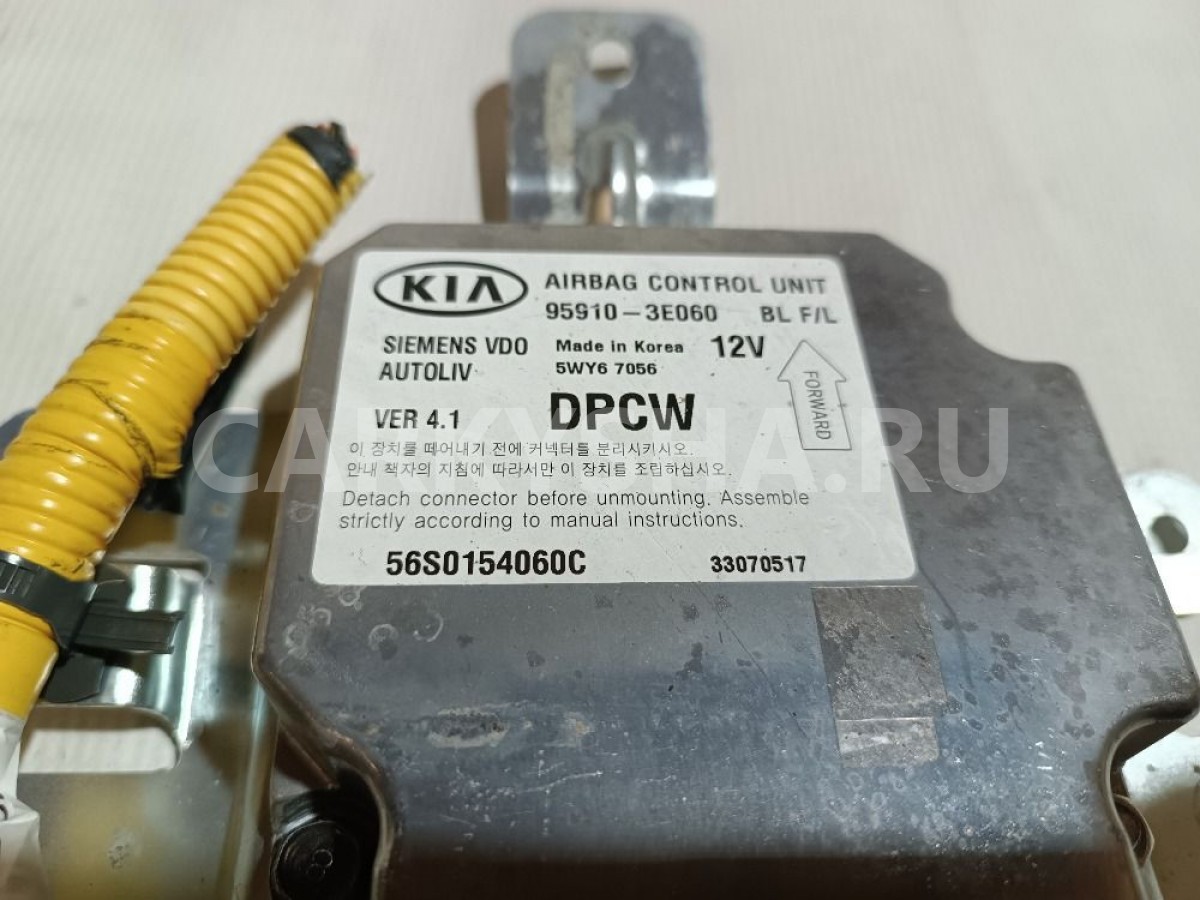 KIA AIRBAG CONTROL UNIT
95910-3E060 BL F/L
SIEMENS VDO Made in Korea 12V
AUTOLIV 5WY6 7056
FORWARD
VER 4.1 DPCW
이 장치를 떼어내기 전에 커넥터를 분리시키시오.
안내 책자의 지침에 따라서만 이 장치를 조립하십시오.
Detach connector before unmounting. Assemble
strictly according to manual instructions.
56S0154060C 33070517
CARKYCHA.RU
8